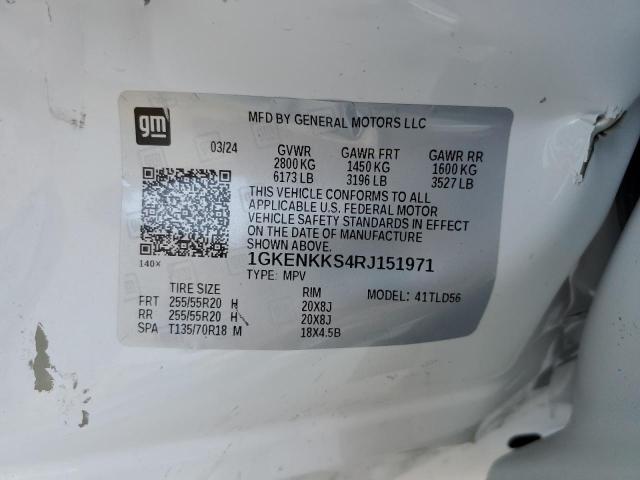 gm
MFD BY GENERAL MOTORS LLC
03/24 GVWR GAWR FRT GAWR RR
2800 KG 1450 KG 1600 KG
6173 LB 3196 LB 3527 LB
THIS VEHICLE CONFORMS TO ALL
APPLICABLE U.S. FEDERAL MOTOR
VEHICLE SAFETY STANDARDS IN EFFECT
ON THE DATE OF MANUFACTURE
SHOWN ABOVE.
140X 1GKENKKS4RJ151971
TYPE: MPV
TIRE SIZE RIM MODEL: 41TLD56
FRT 255/55R20 H 20X8J
RR 255/55R20 H 20X8J
SPA T135/70R18 M 18X4.5B